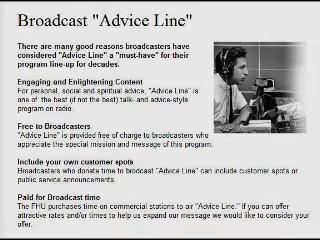 Broadcast "Advice Line"
There are many good reasons broadcasters have
considered "Advice Line" a "must-have" for their
program line-up for decades.
Engaging and Enlightening Content
For personal, social and spiritual advice, "Advice Line" is
one of the best (if not the best) talk- and advice-style
program on radio.
Free to Broadcasters
"Advice Line" is provided free of charge to broadcasters who
appreciate the special mission and message of this program.
Include your own customer spots
Broadcasters who donate time to brodcast "Advice Line" can include customer spots or
public service announcements.
Paid for Broadcast time
The FHU purchases time on commercial stations to air "Advice Line." If you can offer
attractive rates and/or times to help us expand our message we would like to consider your
offer.